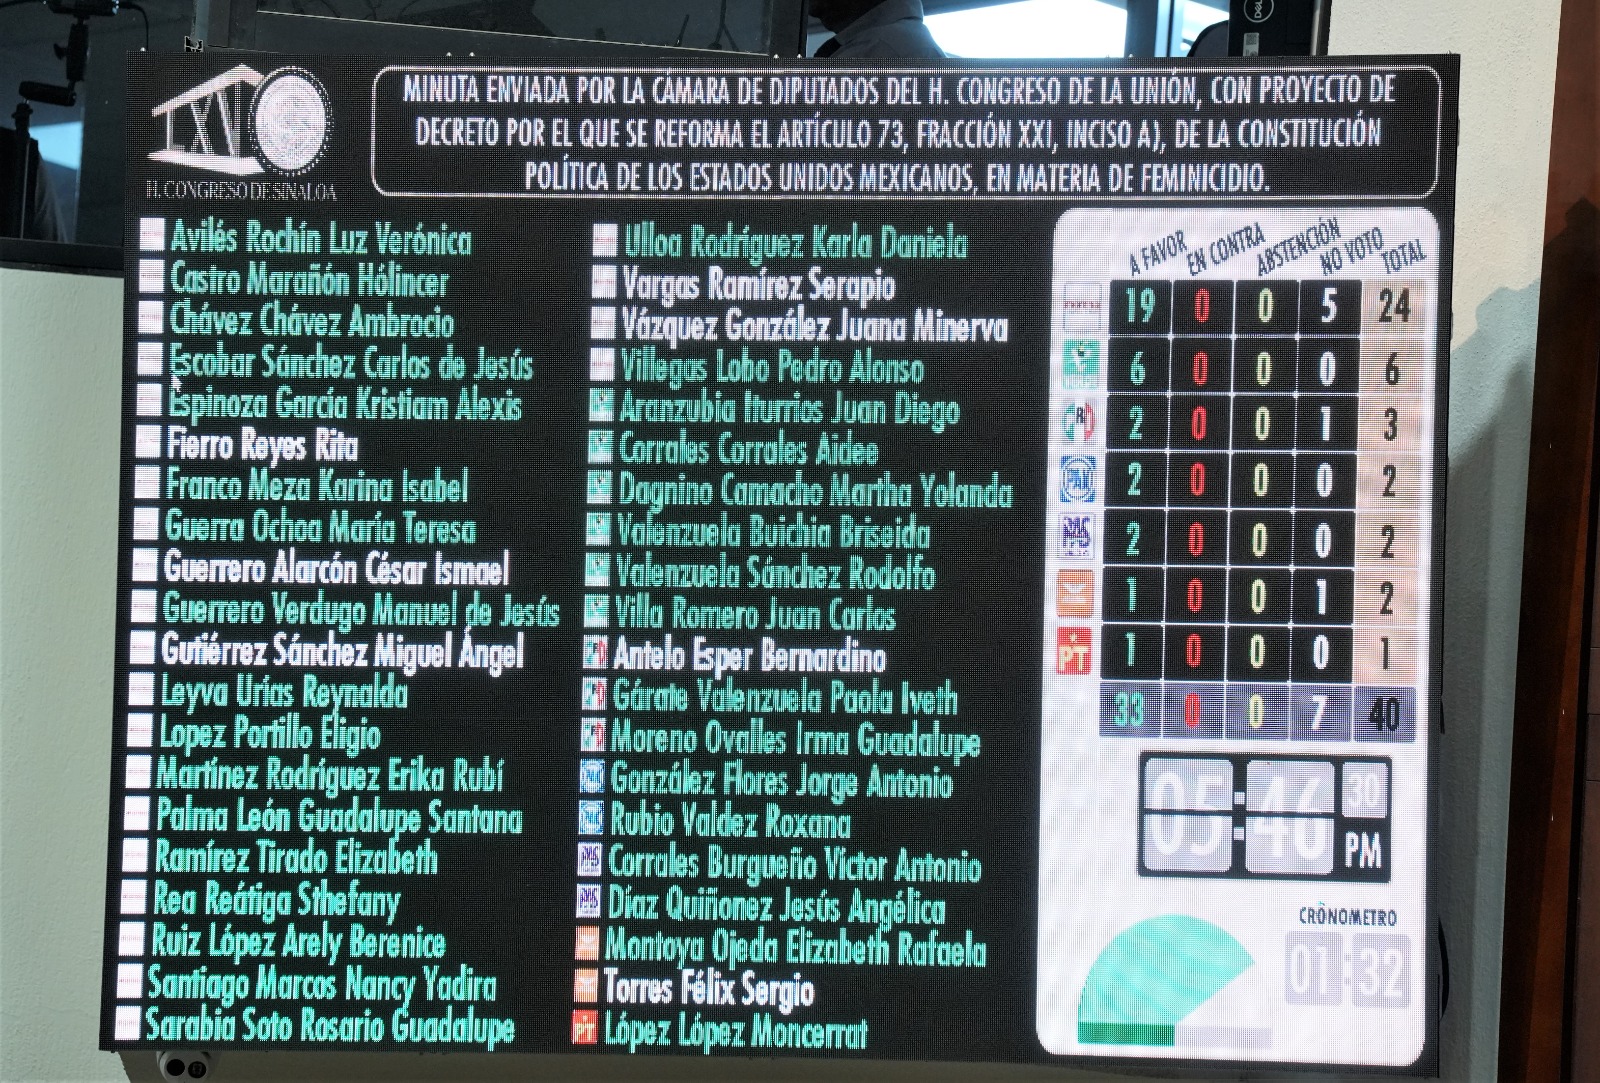 DELL
MINUTA ENVIADA POR LA CÁMARA DE DIPUTADOS DEL H. CONGRESO DE LA UNIÓN, CON PROYECTO DE
DECRETO POR EL QUE SE REFORMA EL ARTÍCULO 73, FRACCIÓN XXI, INCISO A), DE LA CONSTITUCIÓN
POLÍTICA DE LOS ESTADOS UNIDOS MEXICANOS, EN MATERIA DE FEMINICIDIO.
LXV
H. CONGRESO DE SINALOA
Avilés Rochín Luz Verónica
Castro Marañón Hólincer
Chávez Chávez Ambrocio
Escobar Sánchez Carlos de Jesús
Espinoza García Kristiam Alexis
Fierro Reyes Rita
Franco Meza Karina Isabel
Guerra Ochoa María Teresa
Guerrero Alarcón César Ismael
Guerrero Verdugo Manuel de Jesús
Gutiérrez Sánchez Miguel Ángel
Leyva Urías Reynalda
Lopez Portillo Eligio
Martínez Rodríguez Erika Rubí
Palma León Guadalupe Santana
Ramírez Tirado Elizabeth
Rea Reátiga Sthefany
Ruiz López Arely Berenice
Santiago Marcos Nancy Yadira
Sarabia Soto Rosario Guadalupe
Ulloa Rodríguez Karla Daniela
Vargas Ramírez Serapio
Vázquez González Juana Minerva
Villegas Lobo Pedro Alonso
Aranzubia Iturrios Juan Diego
Corrales Corrales Aidee
Dagnino Camacho Martha Yolanda
Valenzuela Buichia Briseida
Valenzuela Sánchez Rodolfo
Villa Romero Juan Carlos
Antelo Esper Bernardino
Gárate Valenzuela Paola Iveth
Moreno Ovalles Irma Guadalupe
PAN González Flores Jorge Antonio
PAN Rubio Valdez Roxana
PAS Corrales Burgueño Víctor Antonio
PAS Díaz Quiñonez Jesús Angélica
Montoya Ojeda Elizabeth Rafaela
Torres Félix Sergio
PT López López Moncerrat
A FAVOR EN CONTRA ABSTENCIÓN NO VOTO TOTAL
19 0 0 5 24
6 0 0 0 6
PRI 2 0 0 1 3
PAN 2 0 0 0 2
PAS 2 0 0 0 2
1 0 0 1 2
PT 1 0 0 0 1
33 0 0 7 40
05:46 30
PM
CRÓNOMETRO
01:32